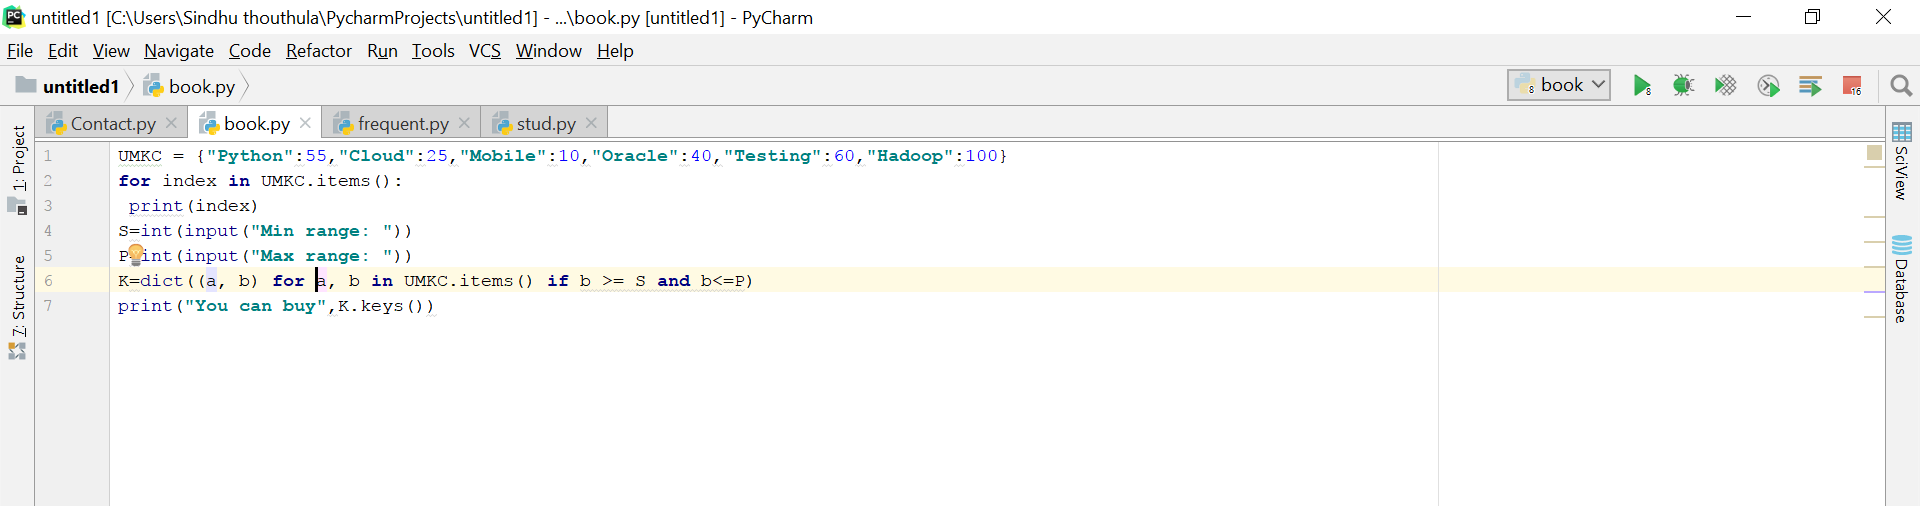 untitled1 [C:\Users\Sindhu thouthula\PycharmProjects\untitled1] - ...\book.py [untitled1] - PyCharm
File Edit View Navigate Code Refactor Run Tools VCS Window Help
untitled1 book.py book 8 8 16
Contact.py book.py frequent.py stud.py
1: Project
7: Structure
1 UMKC = {"Python":55,"Cloud":25,"Mobile":10,"Oracle":40,"Testing":60,"Hadoop":100}
2 for index in UMKC.items():
3 print(index)
4 S=int(input("Min range: "))
5 P int(input("Max range: "))
6 K=dict((a, b) for a, b in UMKC.items() if b >= S and b<=P)
7 print("You can buy",K.keys())
SciView
Database